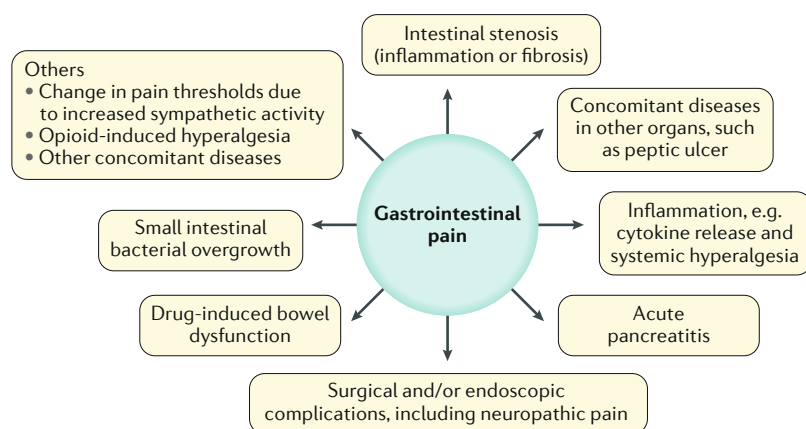 Intestinal stenosis
(inflammation or fibrosis)
Others
• Change in pain thresholds due
to increased sympathetic activity
• Opioid-induced hyperalgesia
• Other concomitant diseases
Concomitant diseases
in other organs, such
as peptic ulcer
Gastrointestinal
pain
Small intestinal
bacterial overgrowth
Inflammation, e.g.
cytokine release and
systemic hyperalgesia
Drug-induced bowel
dysfunction
Acute
pancreatitis
Surgical and/or endoscopic
complications, including neuropathic pain